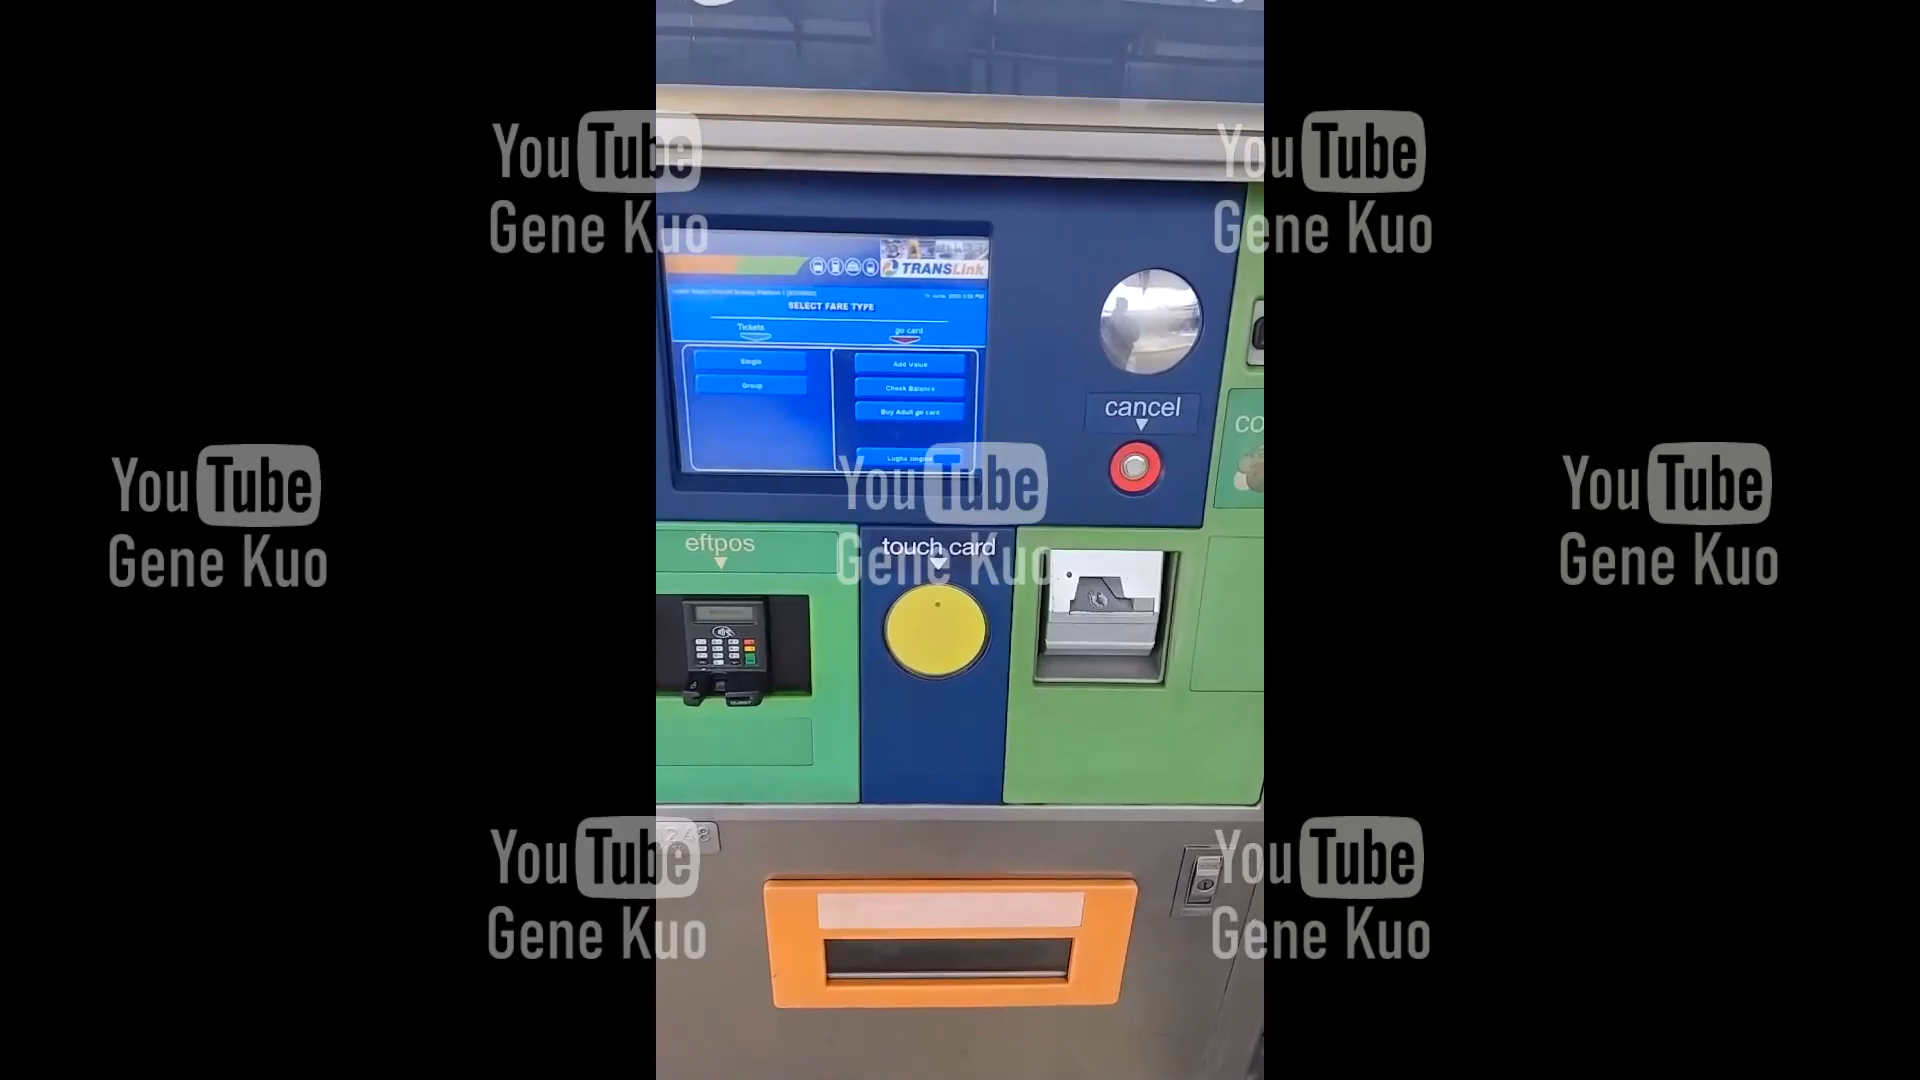 TRANSLink
SELECT FARE TYPE
Tickets
go card
Single
Group
Add Value
Check Balance
Buy Adult go card
cancel
co
eftpos
touch card
YouTube
Gene Kuo
YouTube
Gene Kuo
YouTube
Gene Kuo
YouTube
Gene Kuo
YouTube
Gene Kuo
YouTube
Gene Kuo
YouTube
Gene Kuo